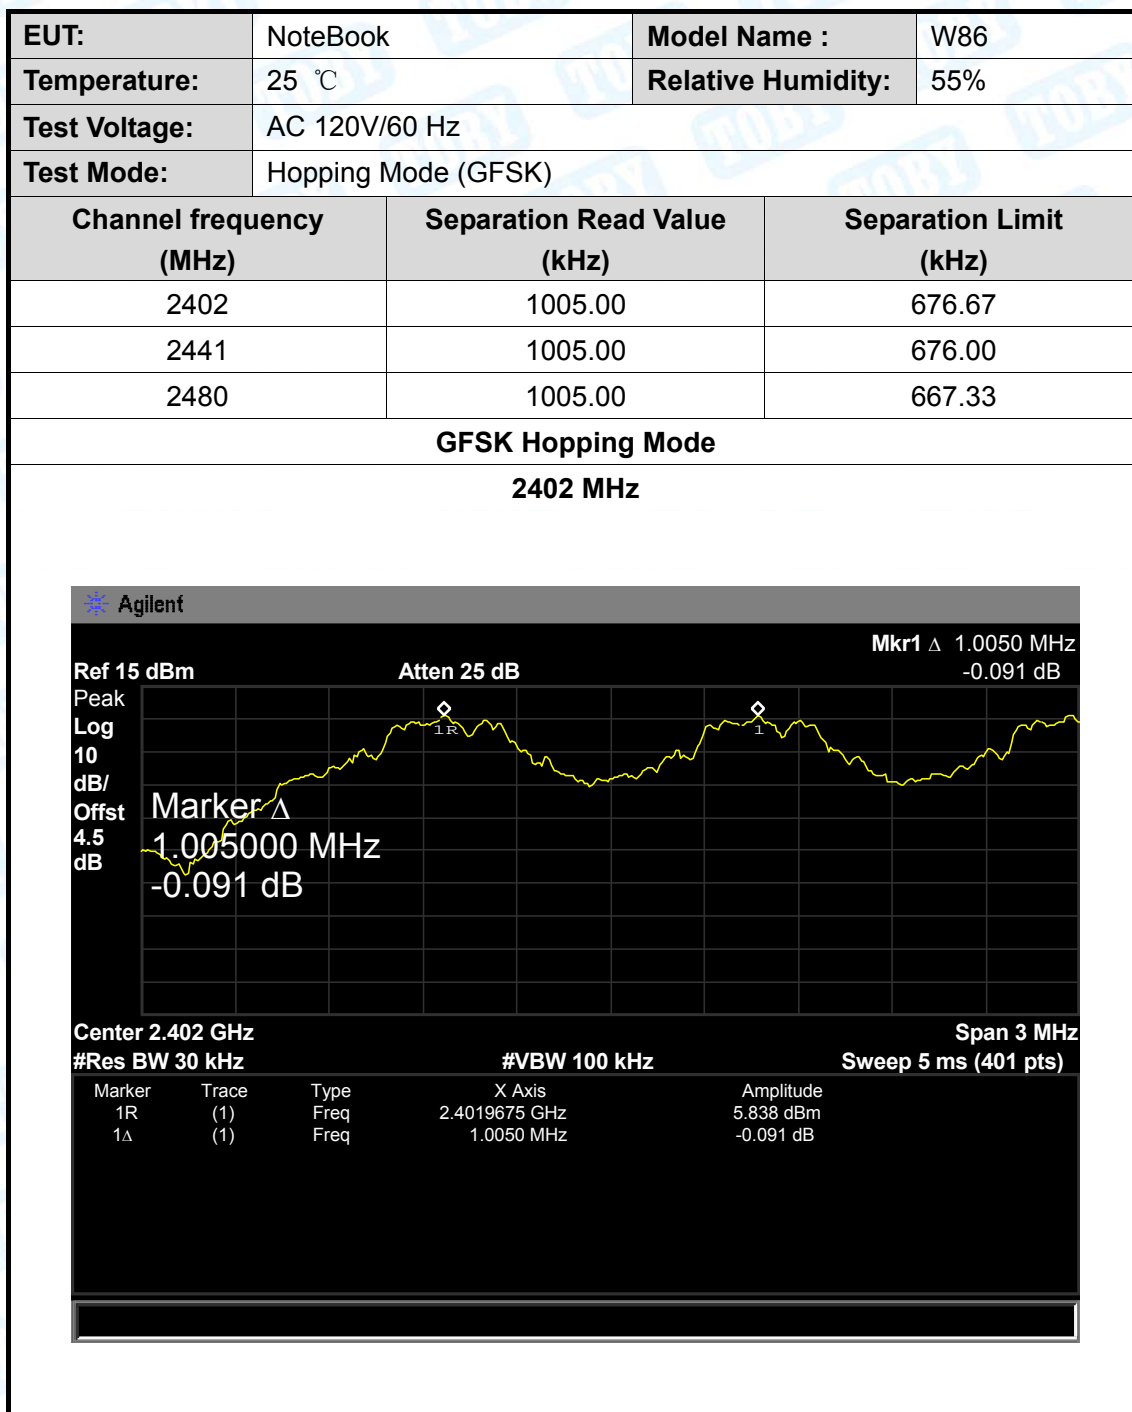 EUT: NoteBook Model Name : W86
Temperature: 25 ℃ Relative Humidity: 55%
Test Voltage: AC 120V/60 Hz
Test Mode: Hopping Mode (GFSK)
Channel frequency (MHz) Separation Read Value (kHz) Separation Limit (kHz)
2402 1005.00 676.67
2441 1005.00 676.00
2480 1005.00 667.33
GFSK Hopping Mode
2402 MHz
Agilent
Mkr1 Δ 1.0050 MHz
Ref 15 dBm Atten 25 dB -0.091 dB
Peak
Log
10
dB/
Offst
4.5
dB
1R 1
Marker Δ
1.005000 MHz
-0.091 dB
Center 2.402 GHz Span 3 MHz
#Res BW 30 kHz #VBW 100 kHz Sweep 5 ms (401 pts)
Marker Trace Type X Axis Amplitude
1R (1) Freq 2.4019675 GHz 5.838 dBm
1Δ (1) Freq 1.0050 MHz -0.091 dB
TOBY